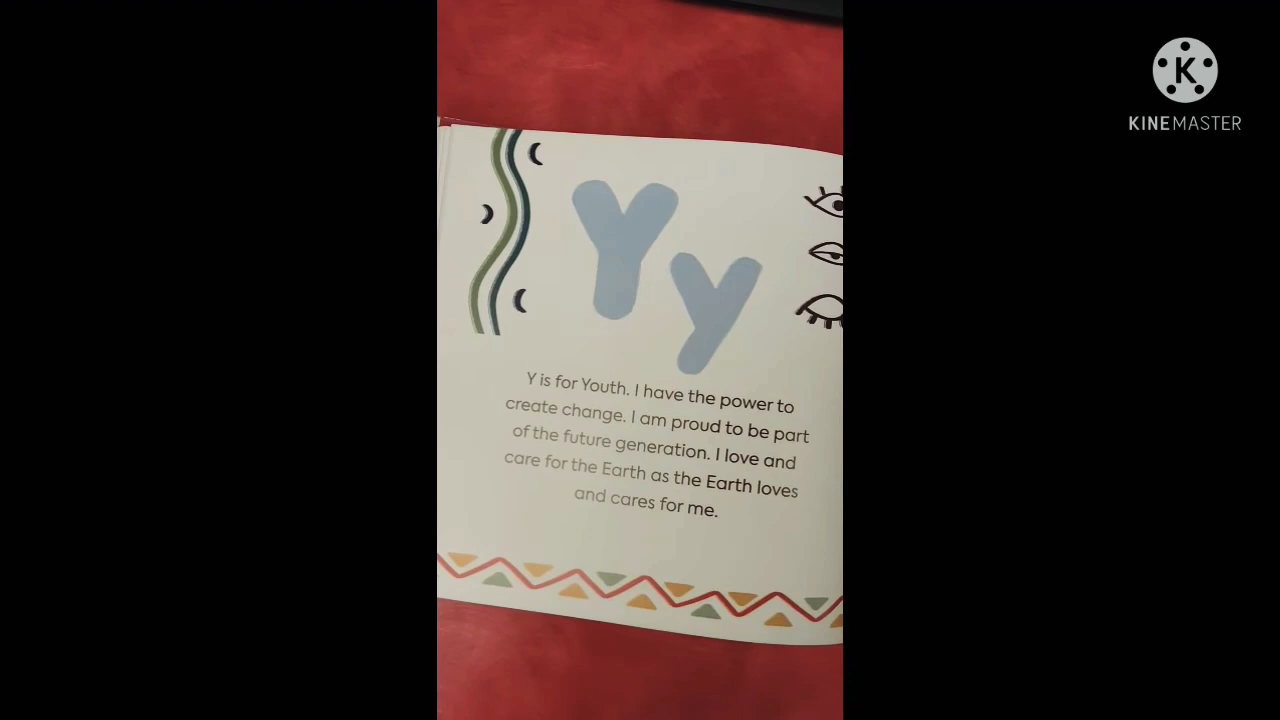 Yy
Y is for Youth. I have the power to
create change. I am proud to be part
of the future generation. I love and
care for the Earth as the Earth loves
and cares for me.
K
KINEMASTER